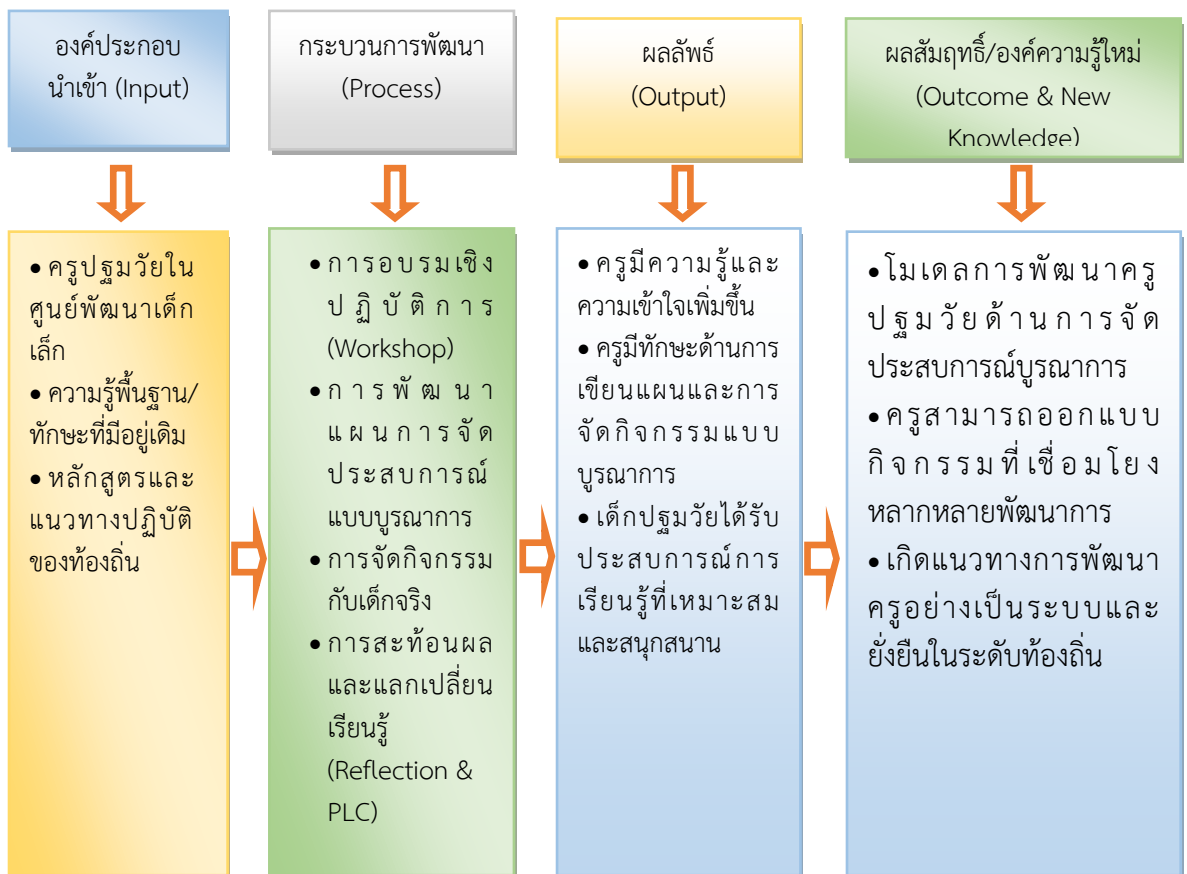 องค์ประกอบ
นำเข้า (Input)
กระบวนการพัฒนา
(Process)
ผลลัพธ์
(Output)
ผลสัมฤทธิ์/องค์ความรู้ใหม่
(Outcome & New
Knowledge)
• ครูปฐมวัยใน
ศูนย์พัฒนาเด็ก
เล็ก
• ความรู้พื้นฐาน/
ทักษะที่มีอยู่เดิม
• หลักสูตรและ
แนวทางปฏิบัติ
ของท้องถิ่น
• การอบรมเชิง
ปฏิบัติการ
(Workshop)
• การพัฒนา
แผนการจัด
ประสบการณ์
แบบบูรณาการ
• การจัดกิจกรรม
กับเด็กจริง
• การสะท้อนผล
และแลกเปลี่ยน
เรียนรู้
(Reflection &
PLC)
• ครูมีความรู้และ
ความเข้าใจเพิ่มขึ้น
• ครูมีทักษะด้านการ
เขียนแผนและการ
จัดกิจกรรมแบบ
บูรณาการ
• เด็กปฐมวัยได้รับ
ประสบการณ์การ
เรียนรู้ที่เหมาะสม
และสนุกสนาน
• โมเดลการพัฒนาครู
ปฐมวัยด้านการจัด
ประสบการณ์บูรณาการ
• ครูสามารถออกแบบ
กิจกรรมที่เชื่อมโยง
หลากหลายพัฒนาการ
• เกิดแนวทางการพัฒนา
ครูอย่างเป็นระบบและ
ยั่งยืนในระดับท้องถิ่น